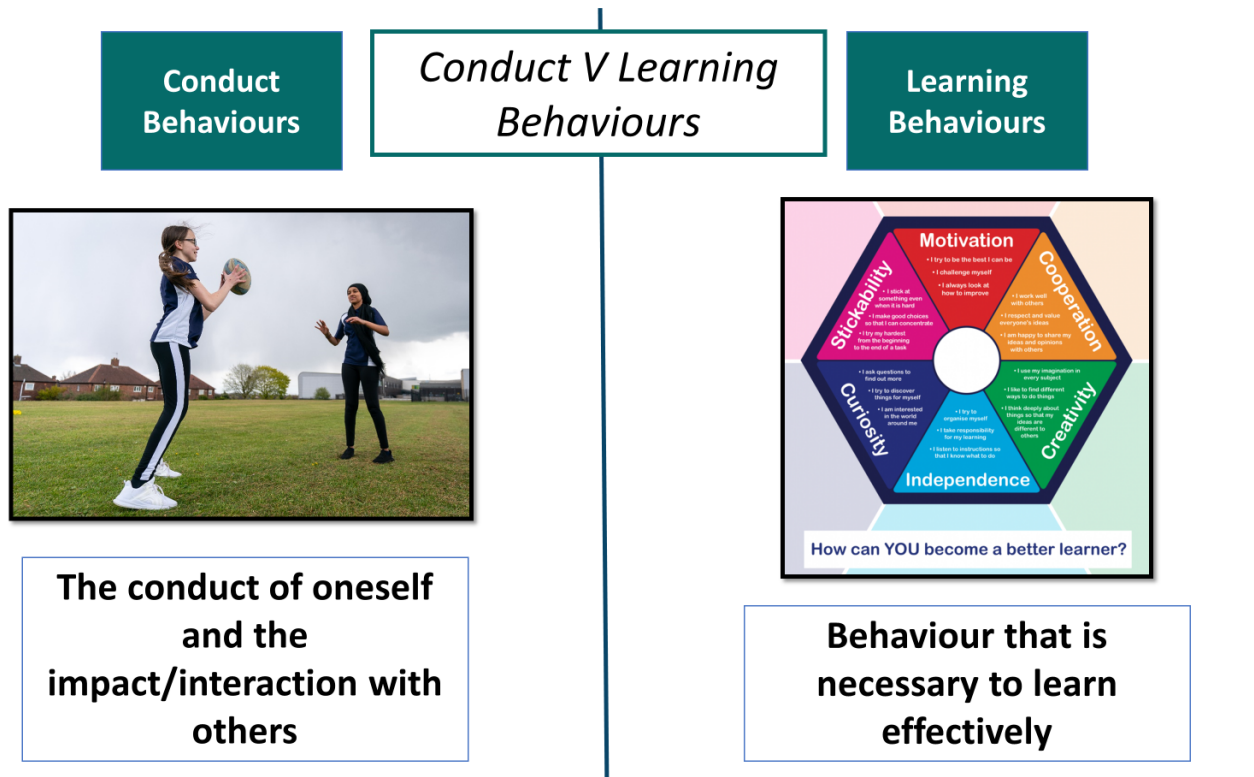 Conduct
Behaviours
Conduct V Learning
Behaviours
Learning
Behaviours
The conduct of oneself
and the
impact/interaction with
others
Motivation
• I try to be the best I can be
• I challenge myself
• I always look at
how to improve
Cooperation
• I work well
with others
• I respect and value
everyone's ideas
• I am happy to share my
ideas and opinions
with others
Creativity
• I use my imagination in
every subject
• I like to find different
ways to do things
• I think deeply about
things so that my
ideas are
different to
others
Independence
• I try to
organise myself
• I take responsibility
for my learning
• I listen to instructions so
that I know what to do
Curiosity
• I ask questions to
find out more
• I try to discover
things for myself
• I am interested
in the world
around me
Stickability
• I stick at
something even
when it is hard
• I make good choices
so that I can concentrate
• I try my hardest
from the beginning
to the end of a task
How can YOU become a better learner?
Behaviour that is
necessary to learn
effectively